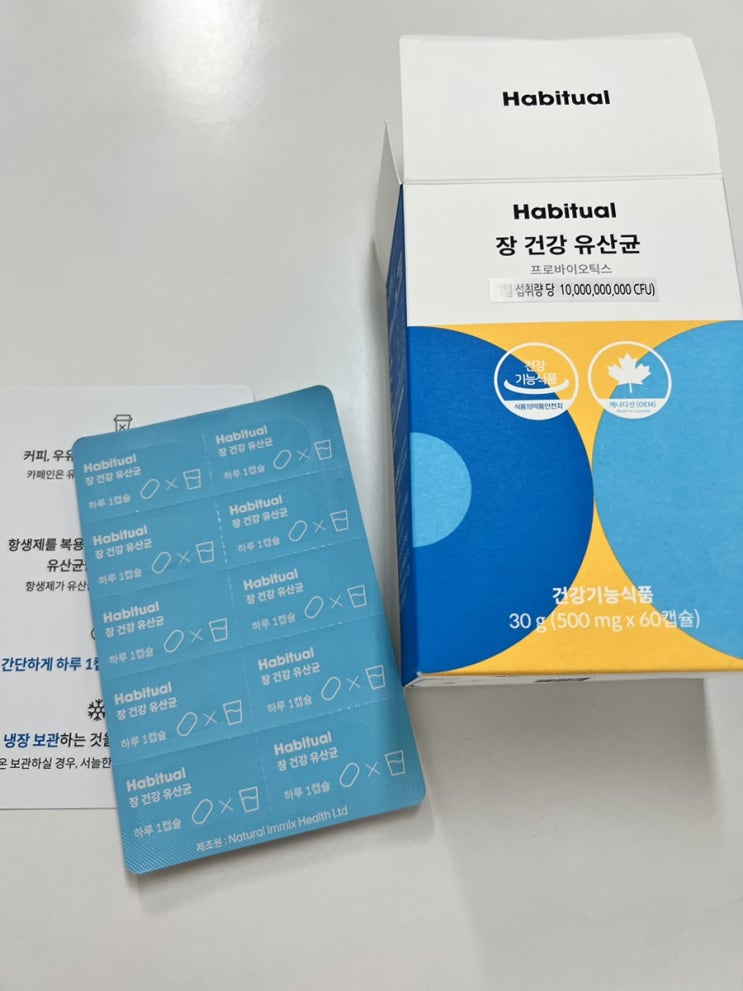 Habitual
Habitual
장 건강 유산균
프로바이오틱스
섭취량 당 10,000,000,000 CFU)
건강
기능식품
식품의약품안전처
캐나다산 (OEM)
Made in Canada
건강기능식품
30 g (500 mg x 60캡슐)
커피, 우유
카페인은 유
항생제를 복용
유산균
항생제가 유산
간단하게 하루 1캡
냉장 보관하는 것을
온 보관하실 경우, 서늘한
Habitual
장 건강 유산균
하루 1캡슐
Habitual
장 건강 유산균
하루 1캡슐
Habitual
장 건강 유산균
하루 1캡슐
Habitual
장 건강 유산균
하루 1캡슐
Habitual
장 건강 유산균
하루 1캡슐
Habitual
장 건강 유산균
하루 1캡슐
Habitual
장 건강 유산균
하루 1캡슐
Habitual
장 건강 유산균
하루 1캡슐
Habitual
장 건강 유산균
하루 1캡슐
Habitual
장 건강 유산균
하루 1캡슐
제조원 : Natural Immix Health Ltd